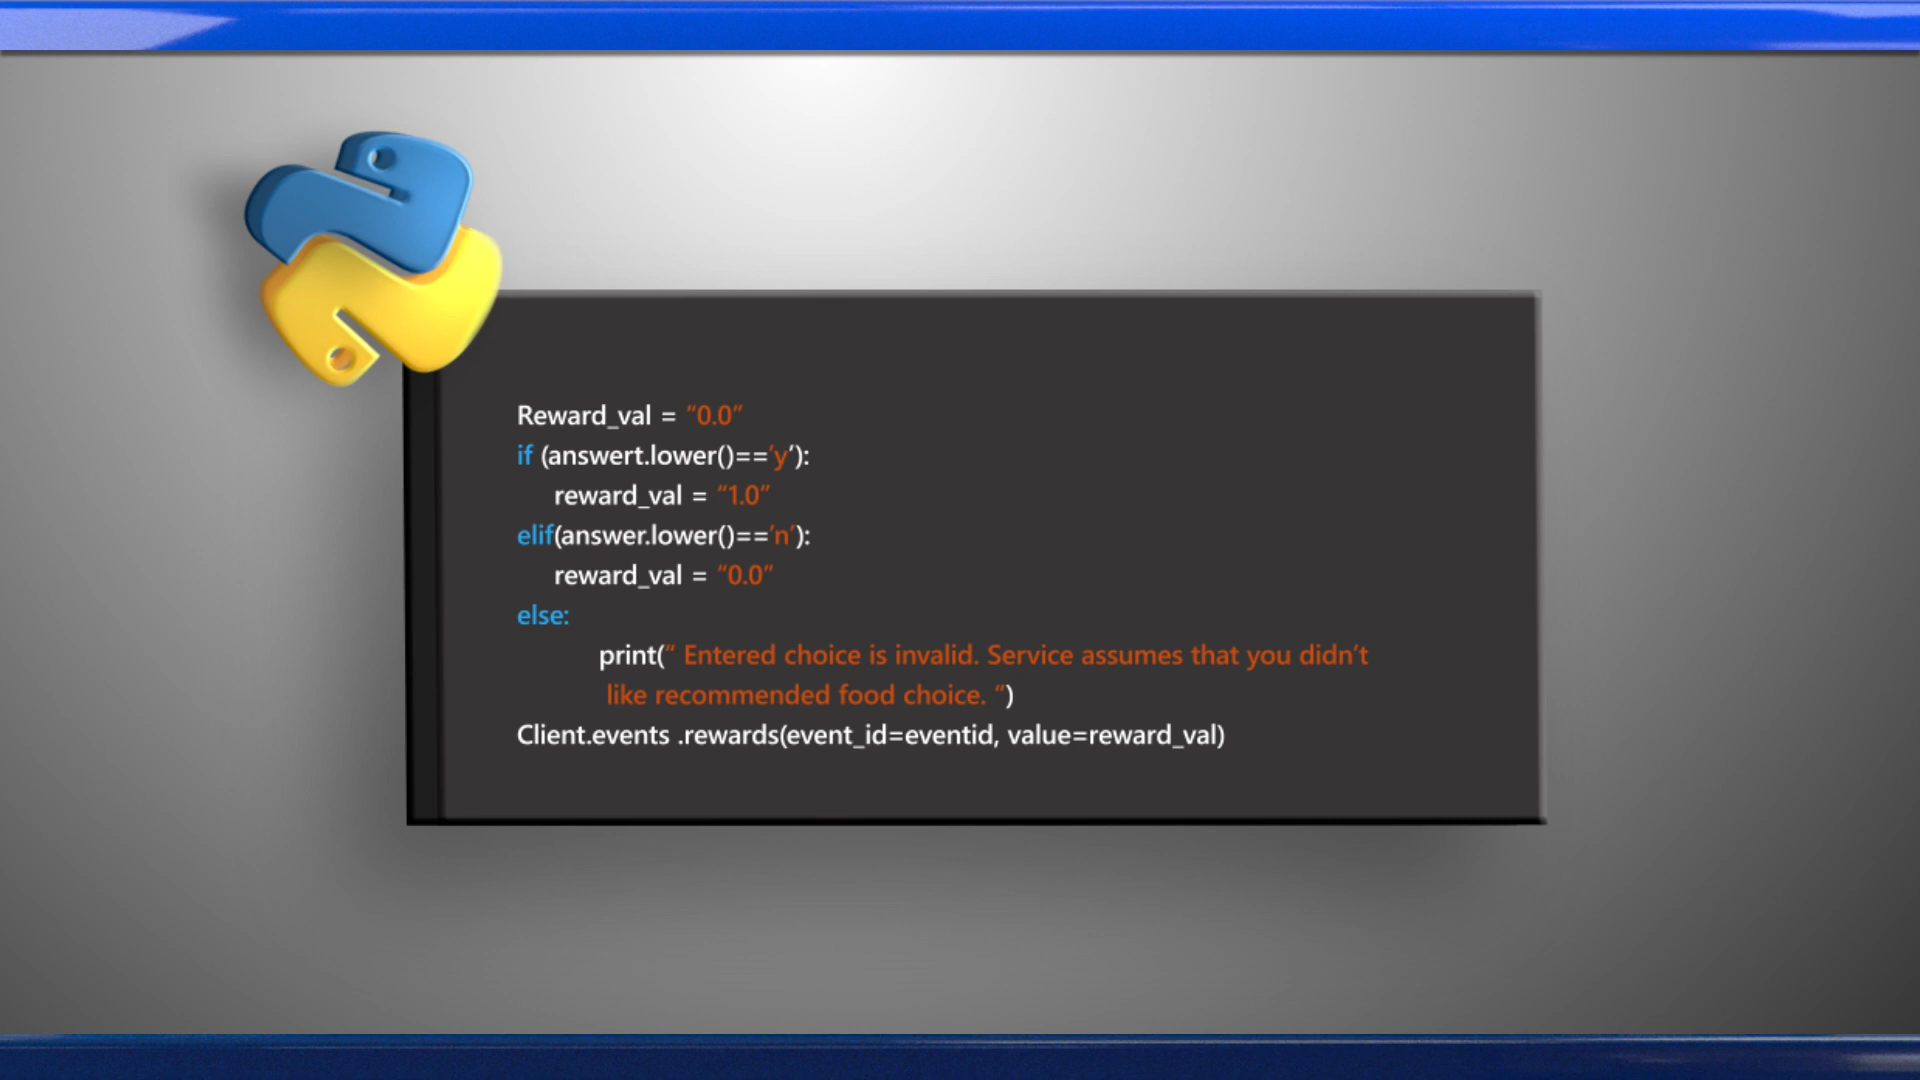 Reward_val = “0.0”
if (answert.lower()==’y’):
reward_val = “1.0”
elif(answer.lower()==’n’):
reward_val = “0.0”
else:
print(“ Entered choice is invalid. Service assumes that you didn’t
like recommended food choice. “)
Client.events .rewards(event_id=eventid, value=reward_val)